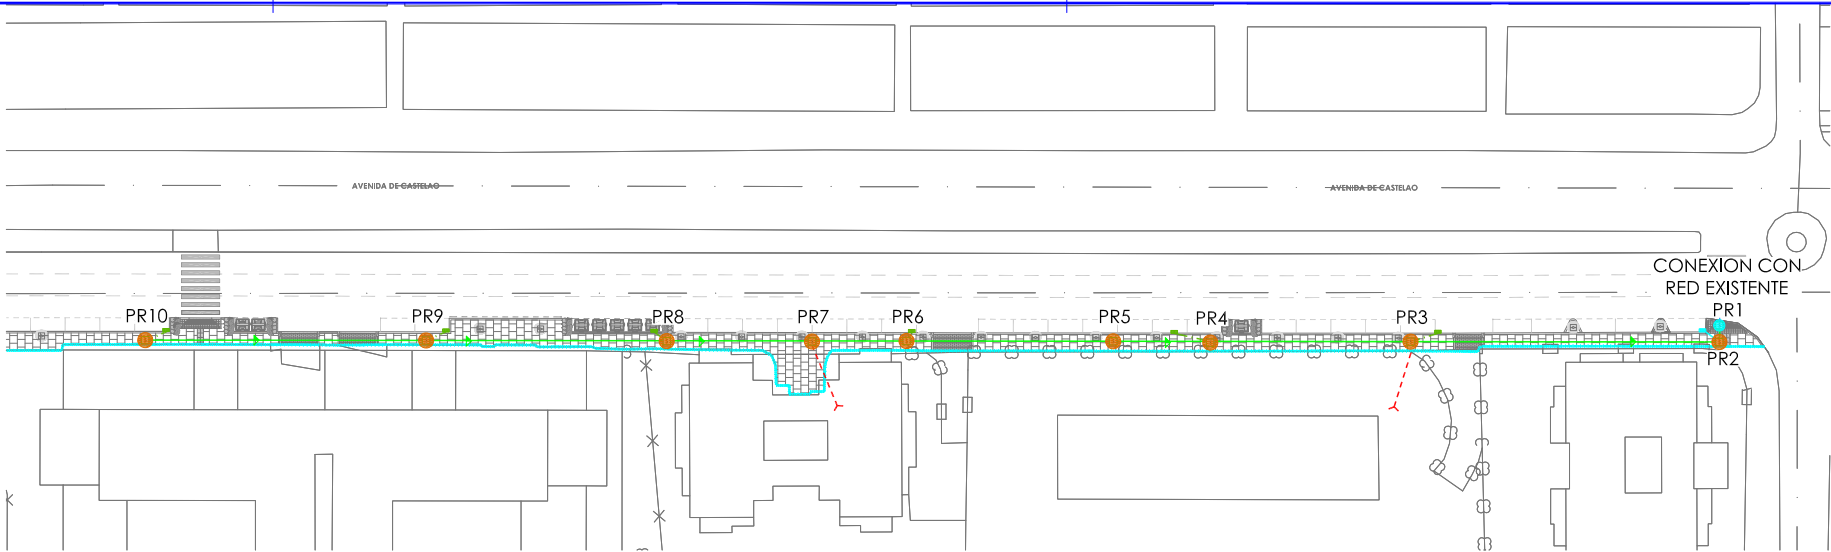 AVENIDA DE CASTELAO
AVENIDA DE CASTELAO
CONEXION CON
RED EXISTENTE
PR10
PR9
PR8
PR7
PR6
PR5
PR4
PR3
PR1
PR2